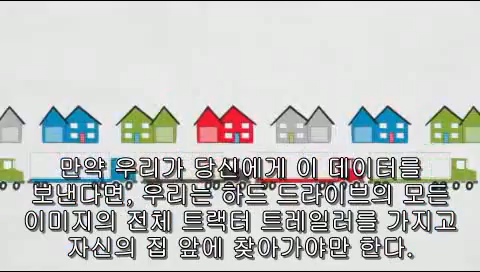 만약 우리가 당신에게 이 데이터를
보낸다면, 우리는 하드 드라이브의 모든
이미지의 전체 트랙터 트레일러를 가지고
자신의 집 앞에 찾아가야만 한다.